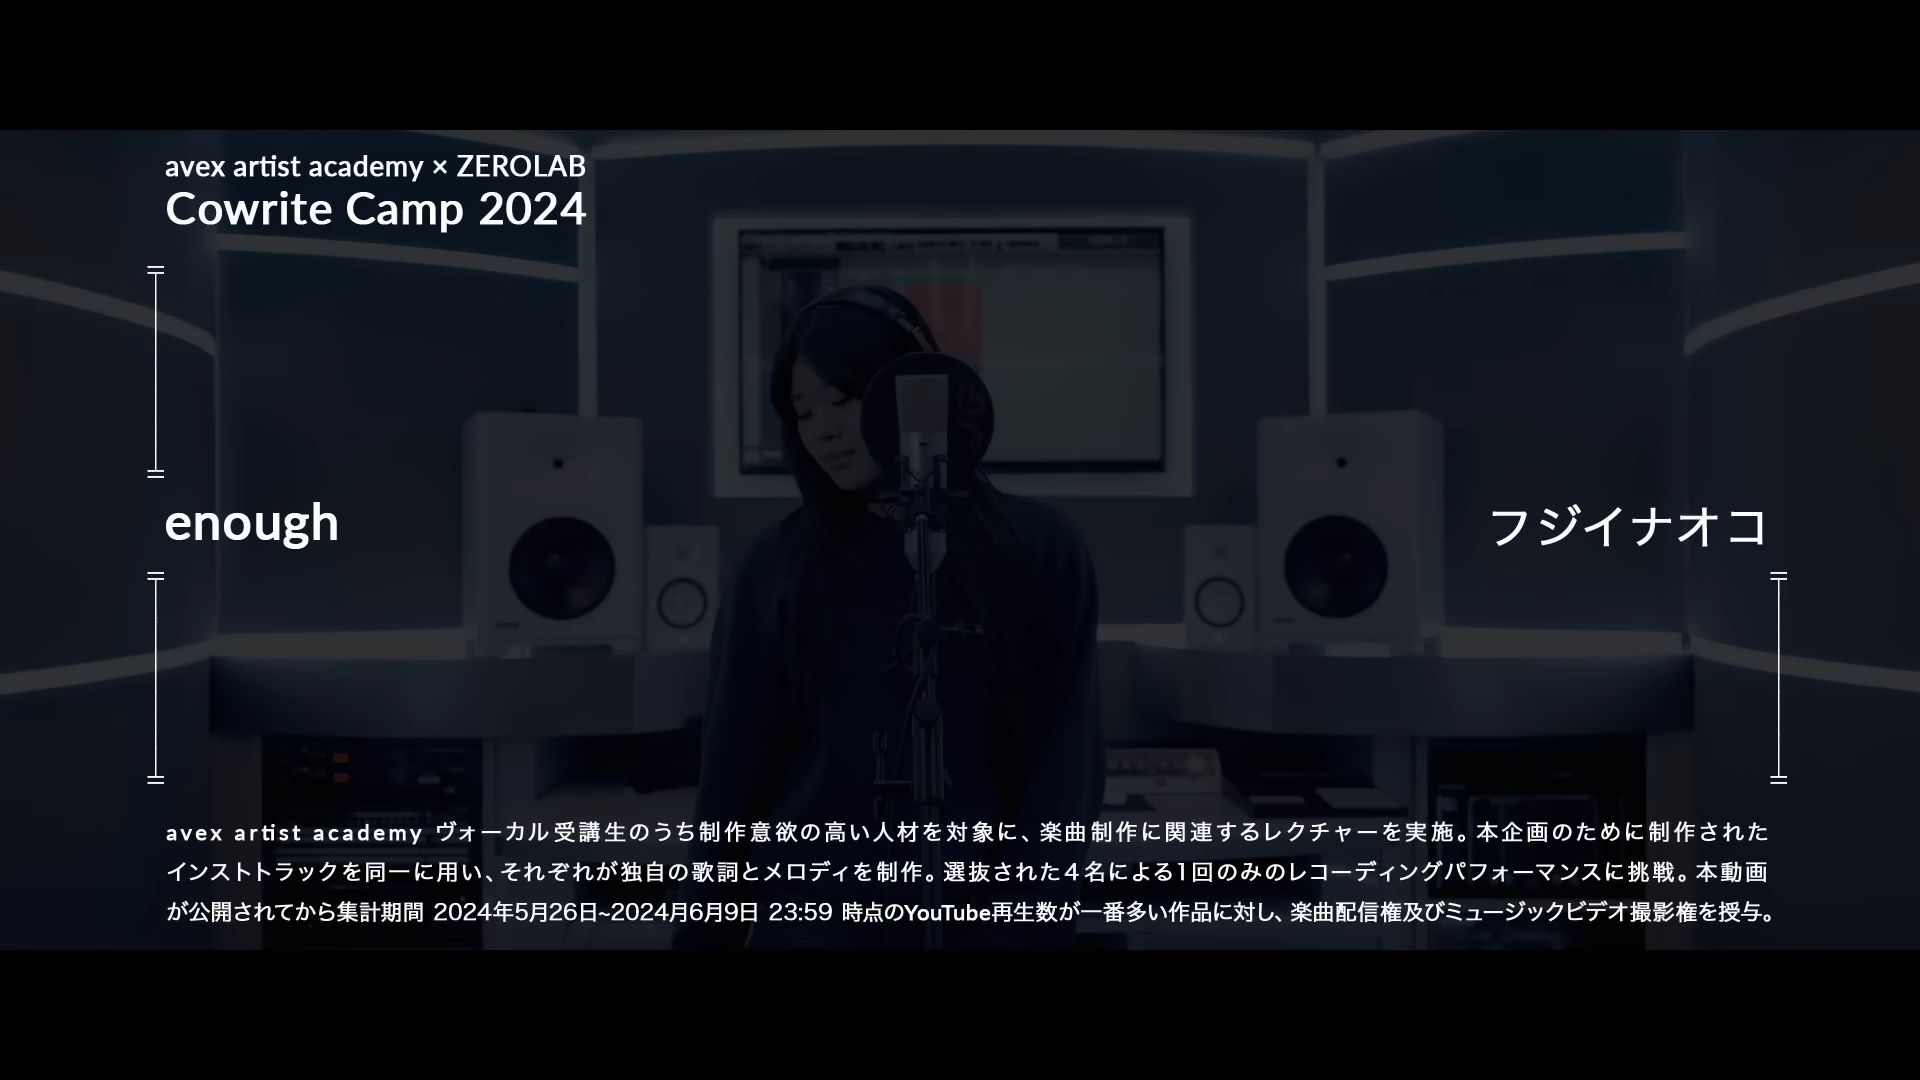 avex artist academy × ZEROLAB
Cowrite Camp 2024
enough
フジイナオコ
avex artist academy ヴォーカル受講生のうち制作意欲の高い人材を対象に、楽曲制作に関連するレクチャーを実施。本企画のために制作された
インストトラックを同一に用い、それぞれが独自の歌詞とメロディを制作。選抜された4名による1回のみのレコーディングパフォーマンスに挑戦。本動画
が公開されてから集計期間 2024年5月26日~2024月6月9日 23:59 時点のYouTube再生数が一番多い作品に対し、楽曲配信権及びミュージックビデオ撮影権を授与。